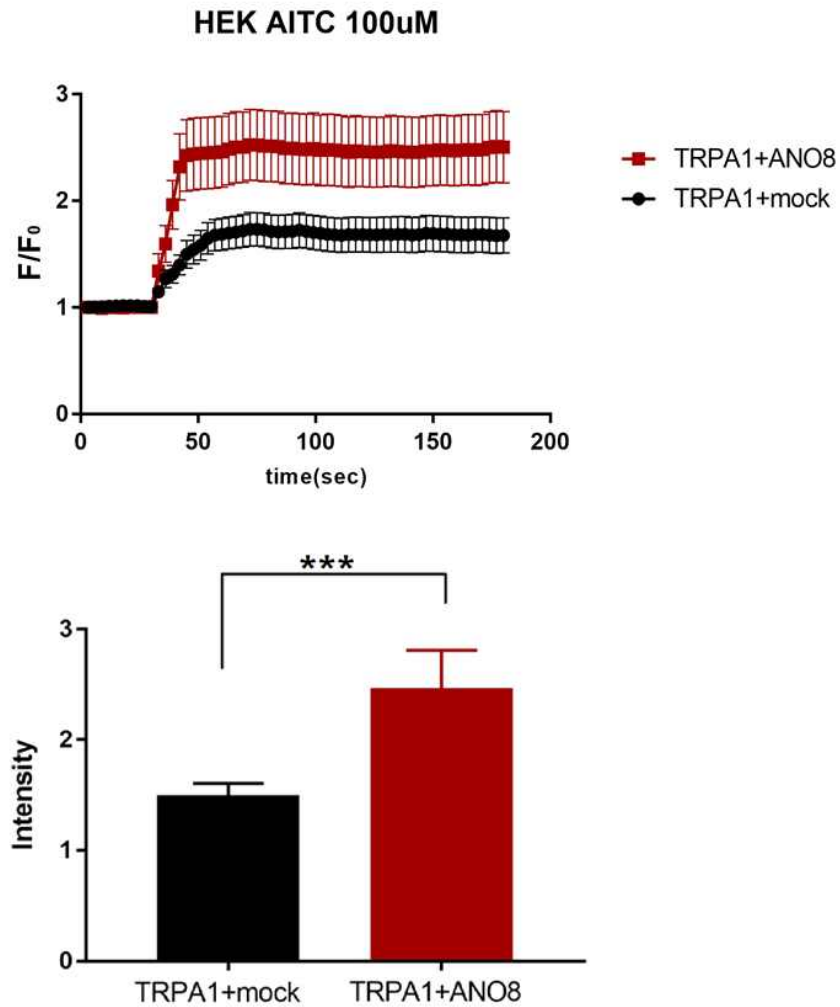 HEK AITC 100uM
3
2
1
0
F/F0
0
50
100
150
200
time(sec)
TRPA1+ANO8
TRPA1+mock
***
3
2
1
0
Intensity
TRPA1+mock
TRPA1+ANO8